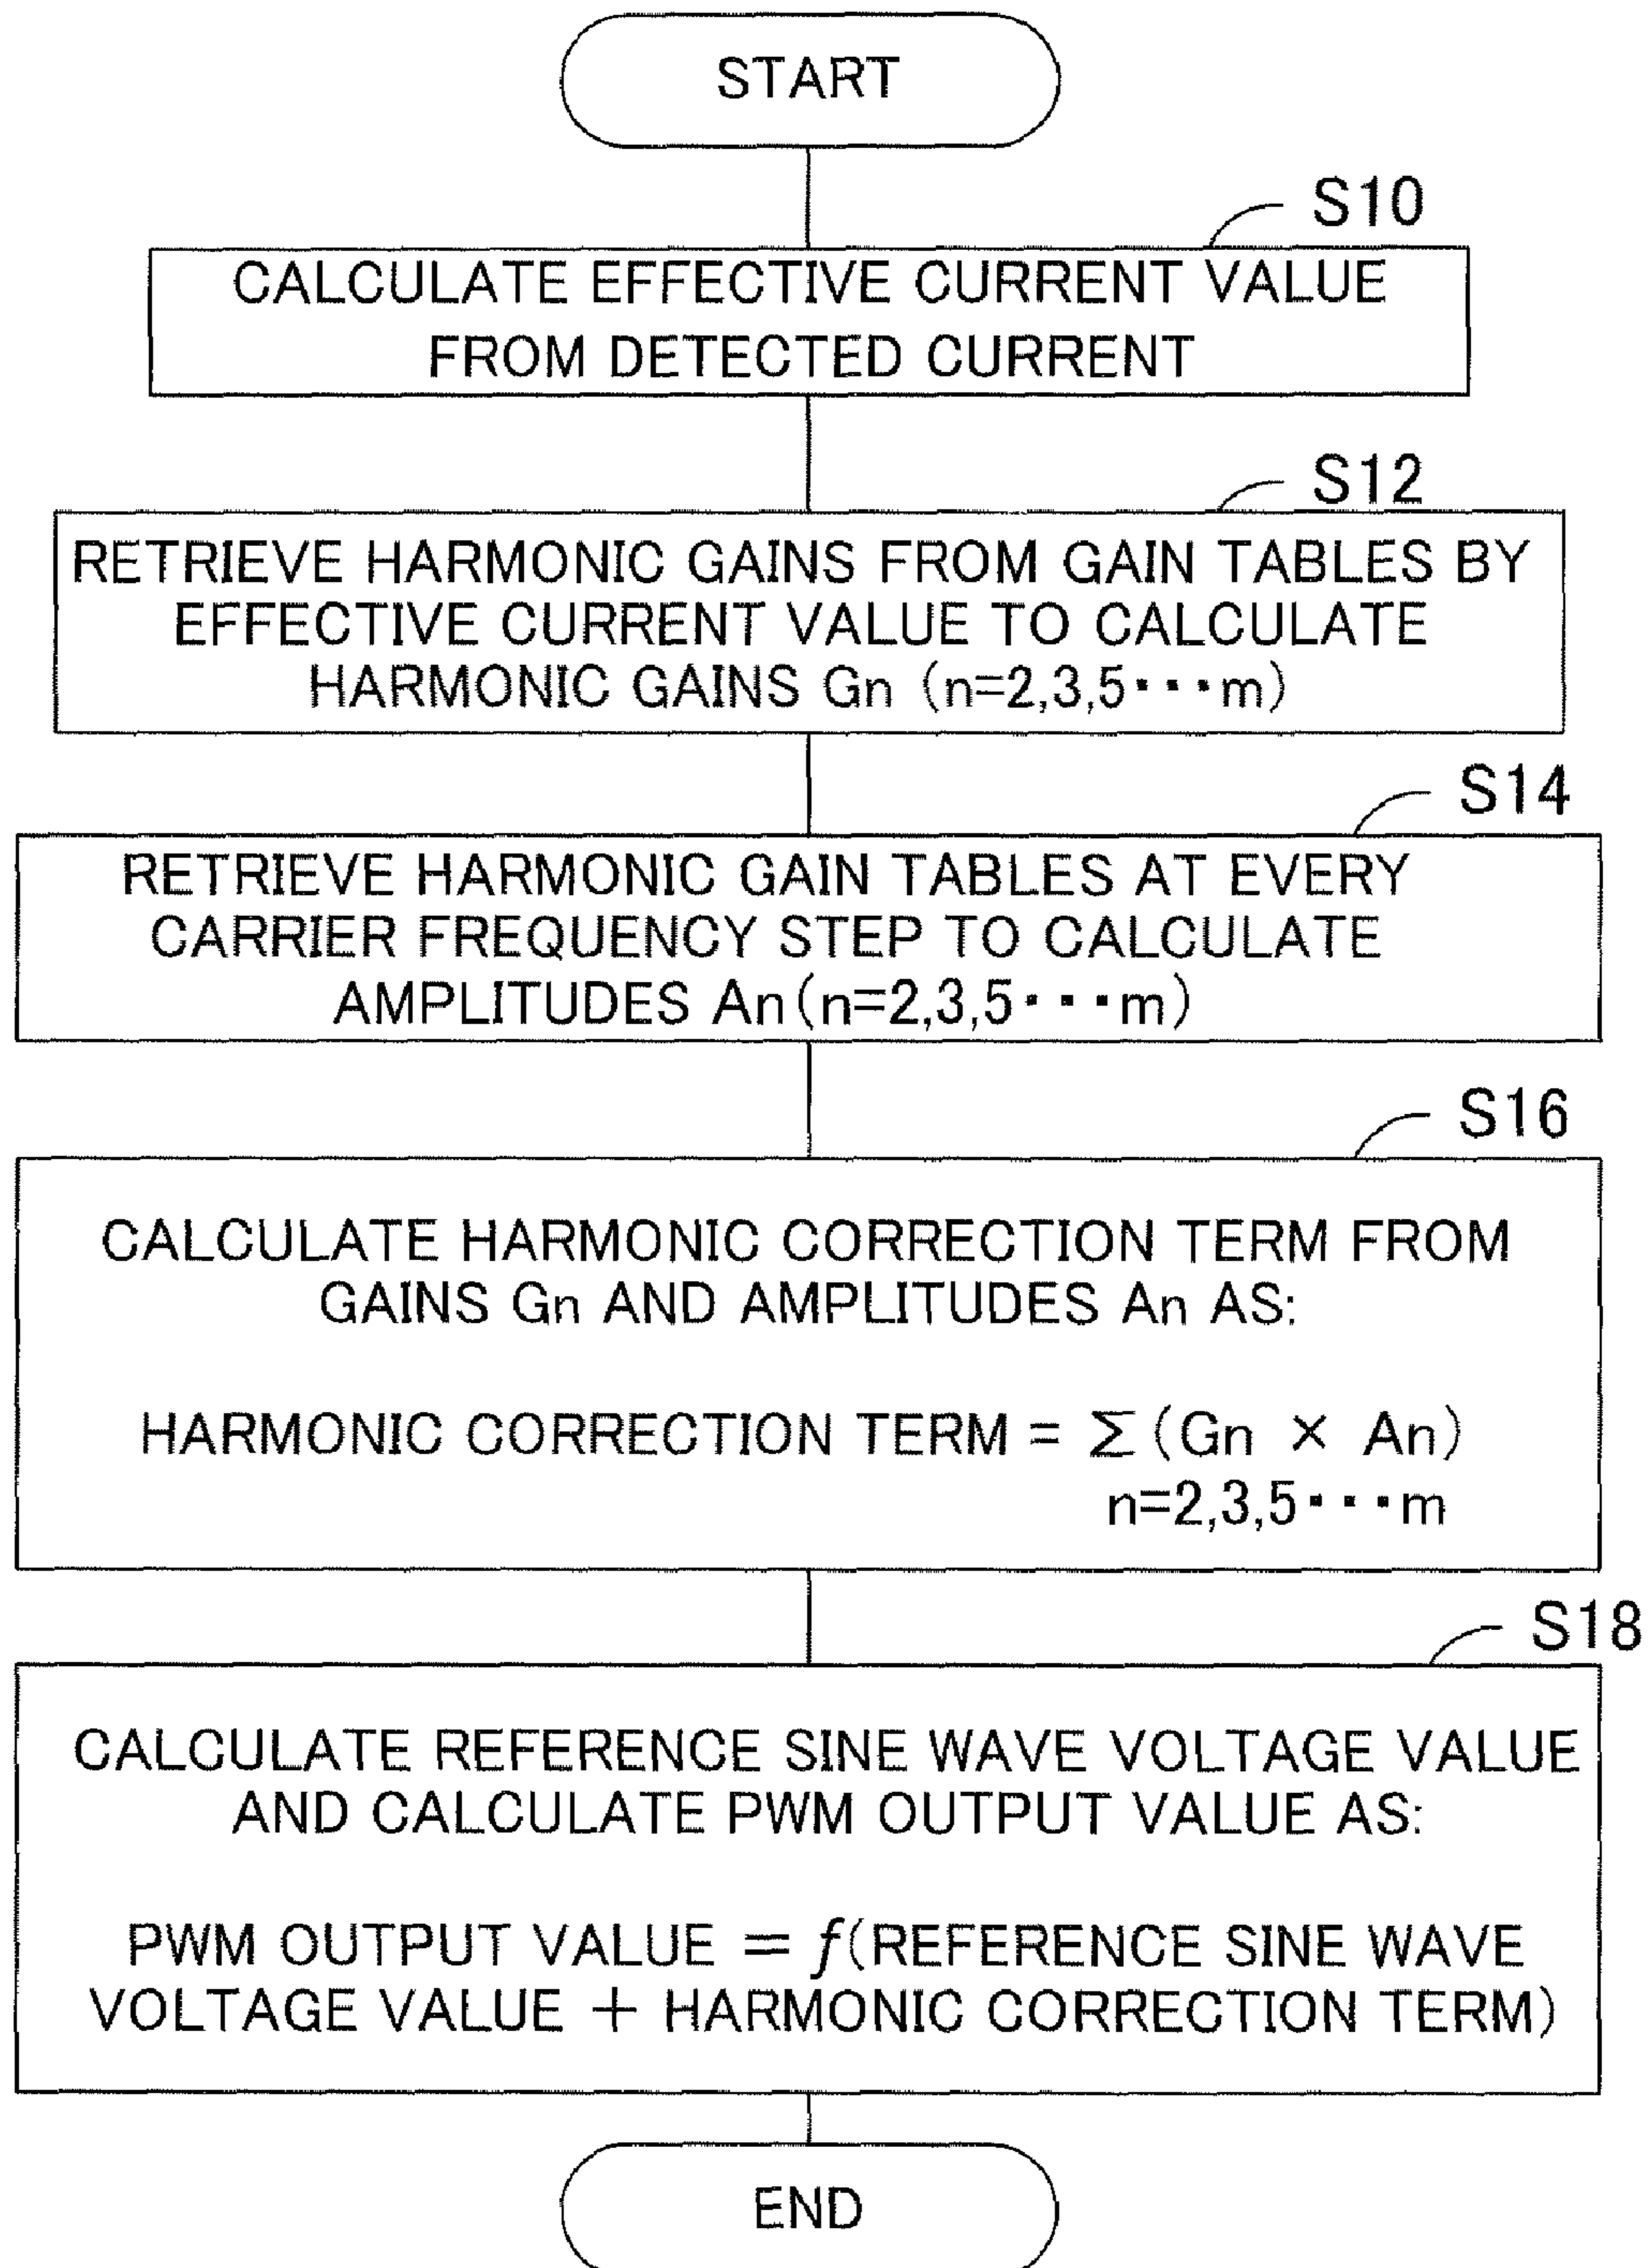 START
S10
CALCULATE EFFECTIVE CURRENT VALUE
FROM DETECTED CURRENT
S12
RETRIEVE HARMONIC GAINS FROM GAIN TABLES BY
EFFECTIVE CURRENT VALUE TO CALCULATE
HARMONIC GAINS Gn (n=2,3,5・・・m)
S14
RETRIEVE HARMONIC GAIN TABLES AT EVERY
CARRIER FREQUENCY STEP TO CALCULATE
AMPLITUDES An(n=2,3,5・・・m)
S16
CALCULATE HARMONIC CORRECTION TERM FROM
GAINS Gn AND AMPLITUDES An AS:
HARMONIC CORRECTION TERM = Σ(Gn × An)
n=2,3,5・・・m
S18
CALCULATE REFERENCE SINE WAVE VOLTAGE VALUE
AND CALCULATE PWM OUTPUT VALUE AS:
PWM OUTPUT VALUE = f(REFERENCE SINE WAVE
VOLTAGE VALUE + HARMONIC CORRECTION TERM)
END